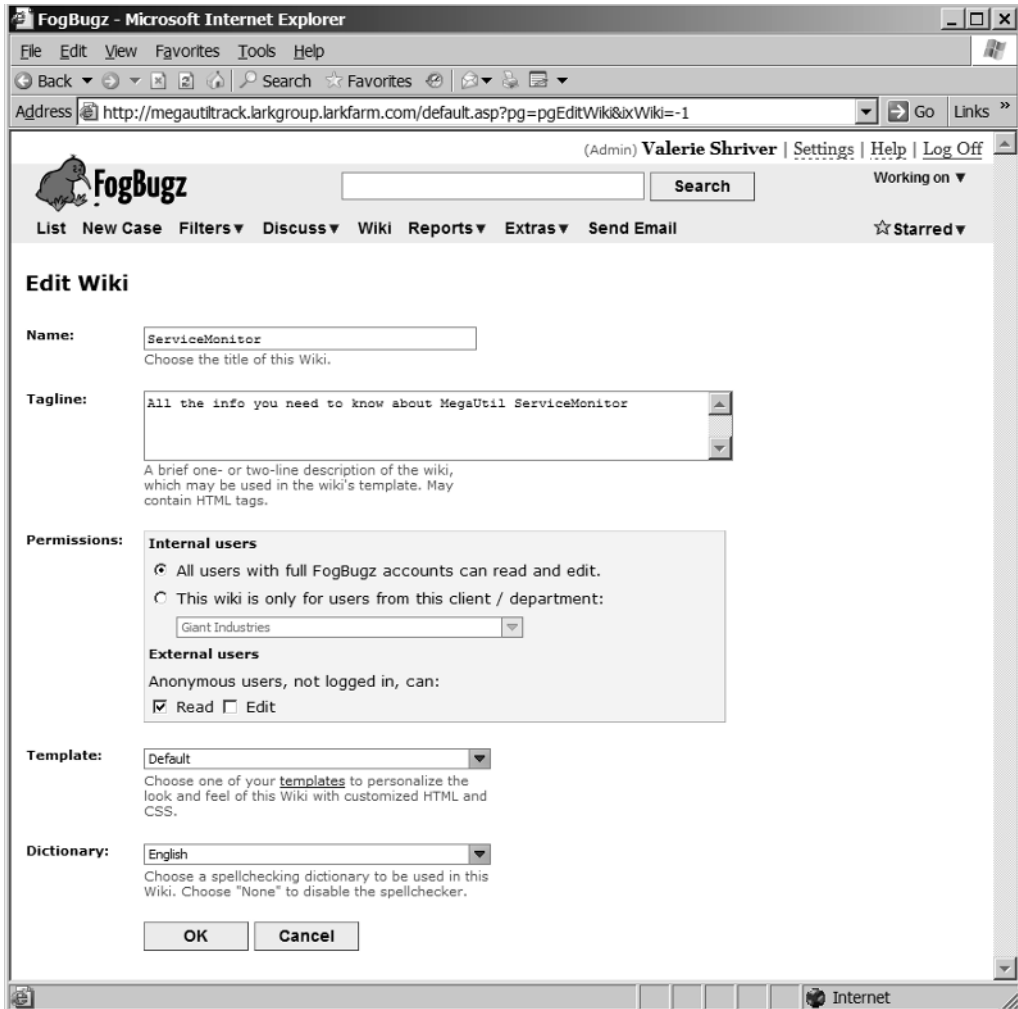 FogBugz - Microsoft Internet Explorer
File Edit View Favorites Tools Help
Back Search Favorites
Address http://megautiltrack.larkgroup.larkfarm.com/default.asp?pg=pgEditWiki&ixWiki=-1 Go Links »
(Admin) Valerie Shriver | Settings | Help | Log Off
FogBugz Search Working on ▼
List New Case Filters▼ Discuss▼ Wiki Reports▼ Extras▼ Send Email ☆Starred▼
Edit Wiki
Name: ServiceMonitor
Choose the title of this Wiki.
Tagline: All the info you need to know about MegaUtil ServiceMonitor
A brief one- or two-line description of the wiki,
which may be used in the wiki's template. May
contain HTML tags.
Permissions: Internal users
All users with full FogBugz accounts can read and edit.
This wiki is only for users from this client / department:
Giant Industries
External users
Anonymous users, not logged in, can:
Read Edit
Template: Default
Choose one of your templates to personalize the
look and feel of this Wiki with customized HTML and
CSS.
Dictionary: English
Choose a spellchecking dictionary to be used in this
Wiki. Choose "None" to disable the spellchecker.
OK Cancel
Internet